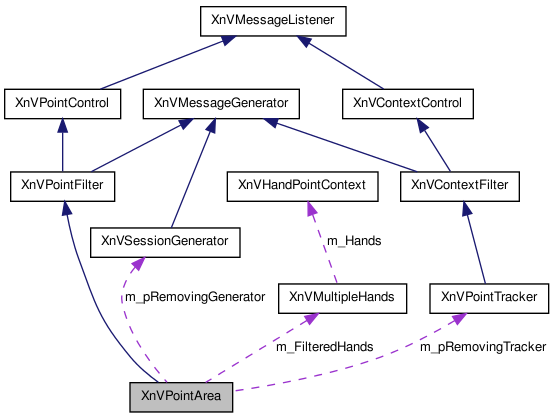 XnVMessageListener
XnVPointControl
XnVMessageGenerator
XnVContextControl
XnVPointFilter
XnVHandPointContext
XnVContextFilter
XnVSessionGenerator
m_Hands
m_pRemovingGenerator
XnVMultipleHands
XnVPointTracker
m_FilteredHands
m_pRemovingTracker
XnVPointArea